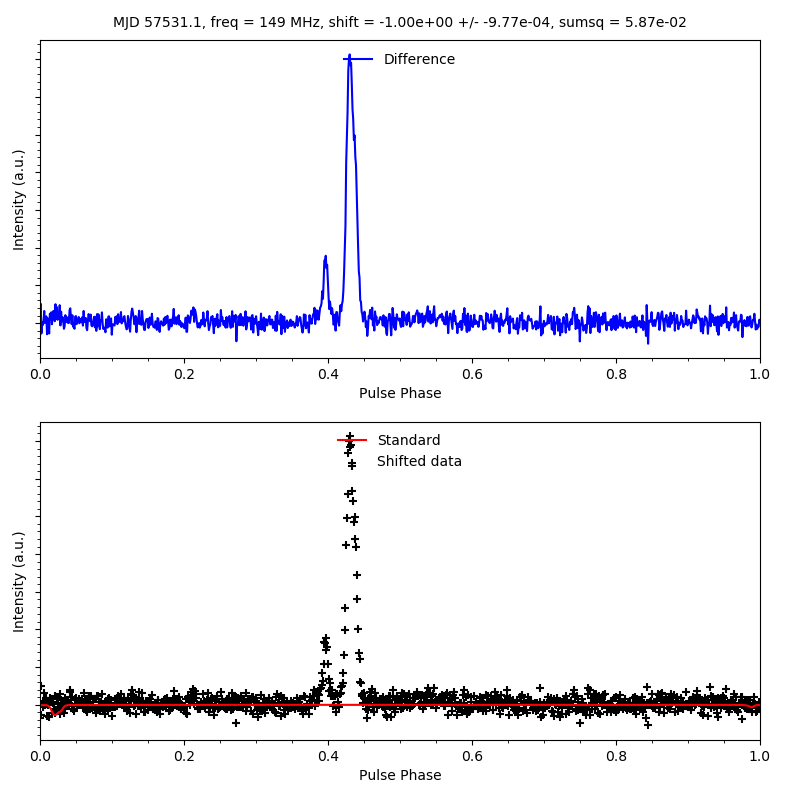 MJD 57531.1, freq = 149 MHz, shift = -1.00e+00 +/- -9.77e-04, sumsq = 5.87e-02
Difference
Intensity (a.u.)
0.0 0.2 0.4 0.6 0.8 1.0
Pulse Phase
Standard
Shifted data
Intensity (a.u.)
0.0 0.2 0.4 0.6 0.8 1.0
Pulse Phase